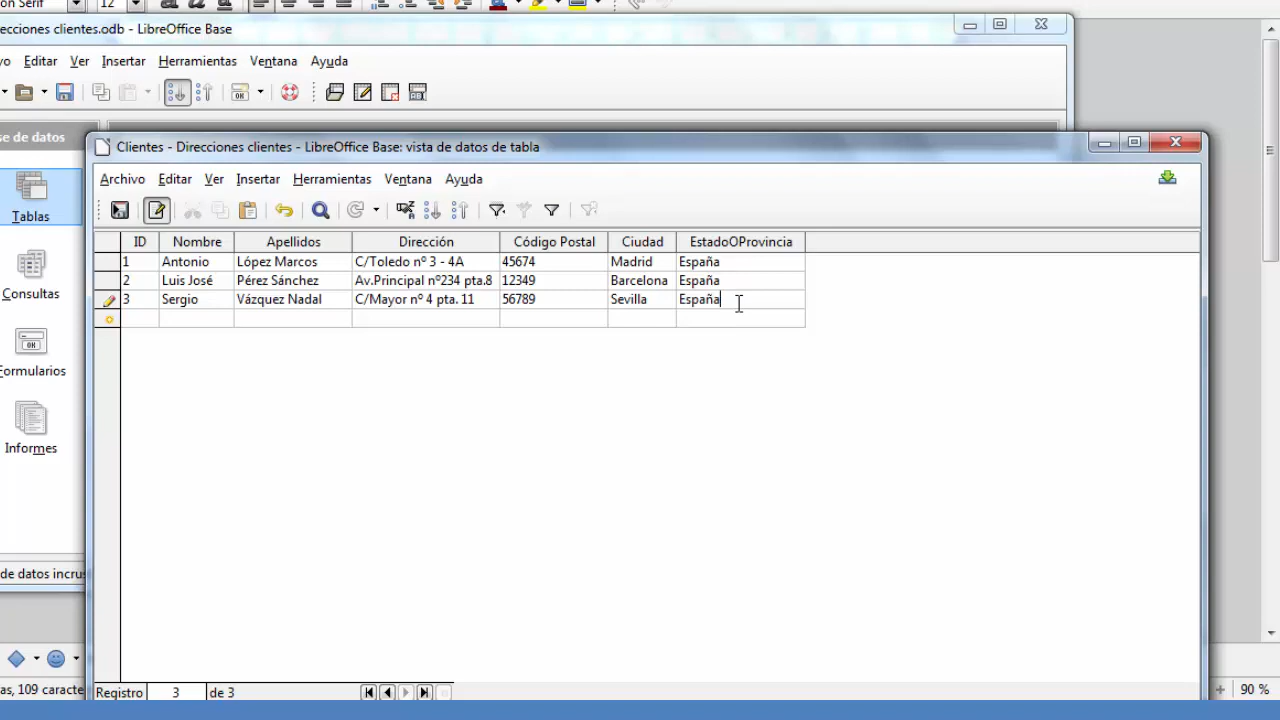 on Serif 12
ecciones clientes.odb - LibreOffice Base
vo Editar Ver Insertar Herramientas Ventana Ayuda
se de datos
Clientes - Direcciones clientes - LibreOffice Base: vista de datos de tabla
Archivo Editar Ver Insertar Herramientas Ventana Ayuda
Tablas
Consultas
Formularios
Informes
ID Nombre Apellidos Dirección Código Postal Ciudad EstadoOProvincia
1 Antonio López Marcos C/Toledo nº 3 - 4A 45674 Madrid España
2 Luis José Pérez Sánchez Av.Principal nº234 pta.8 12349 Barcelona España
3 Sergio Vázquez Nadal C/Mayor nº 4 pta. 11 56789 Sevilla España
de datos incrus
as, 109 caracte
Registro 3 de 3
90 %